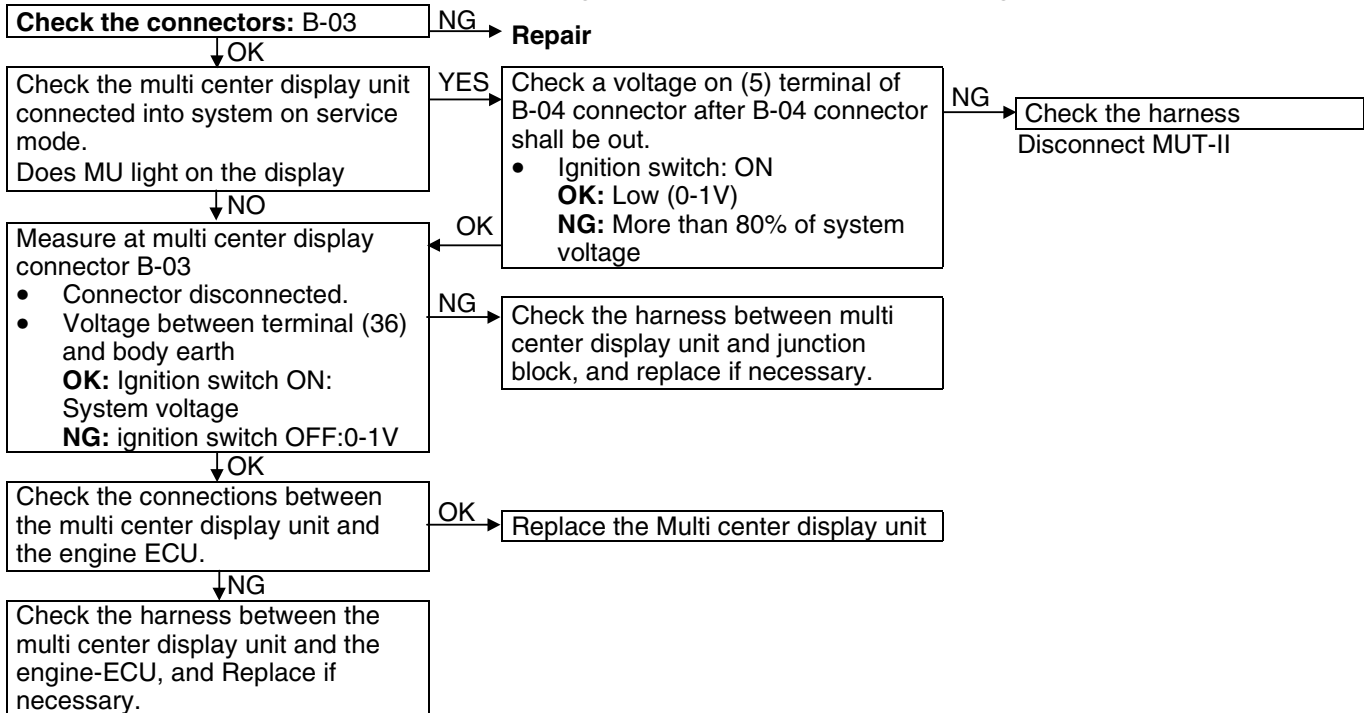 Check the connectors: B-03
NG
Repair
OK
Check the multi center display unit
connected into system on service
mode.
Does MU light on the display
YES
Check a voltage on (5) terminal of
B-04 connector after B-04 connector
shall be out.
• Ignition switch: ON
OK: Low (0-1V)
NG: More than 80% of system
voltage
NG
Check the harness
Disconnect MUT-II
NO
OK
Measure at multi center display
connector B-03
• Connector disconnected.
• Voltage between terminal (36)
and body earth
OK: Ignition switch ON:
System voltage
NG: ignition switch OFF:0-1V
NG
Check the harness between multi
center display unit and junction
block, and replace if necessary.
OK
Check the connections between
the multi center display unit and
the engine ECU.
OK
Replace the Multi center display unit
NG
Check the harness between the
multi center display unit and the
engine-ECU, and Replace if
necessary.